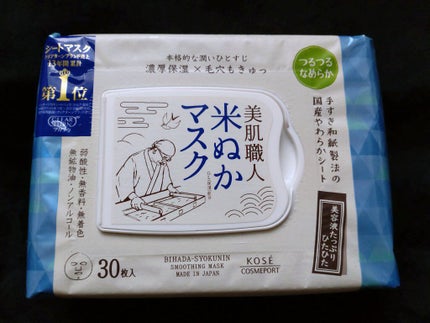 シートマスク
第1位
本格的な潤いひとすじ
濃厚保湿×毛穴もきゅっ
つるつる
なめらか
美肌職人
米ぬか
マスク
手すき和紙製法の
国産やわらかシート
美容液たっぷり
ひたひた
弱酸性・無香料・無着色
無鉱物油・ノンアルコール
30枚入
BIHADA-SYOKUNIN
SMOOTHING MASK
MADE IN JAPAN
KOSÉ
COSMEPORT